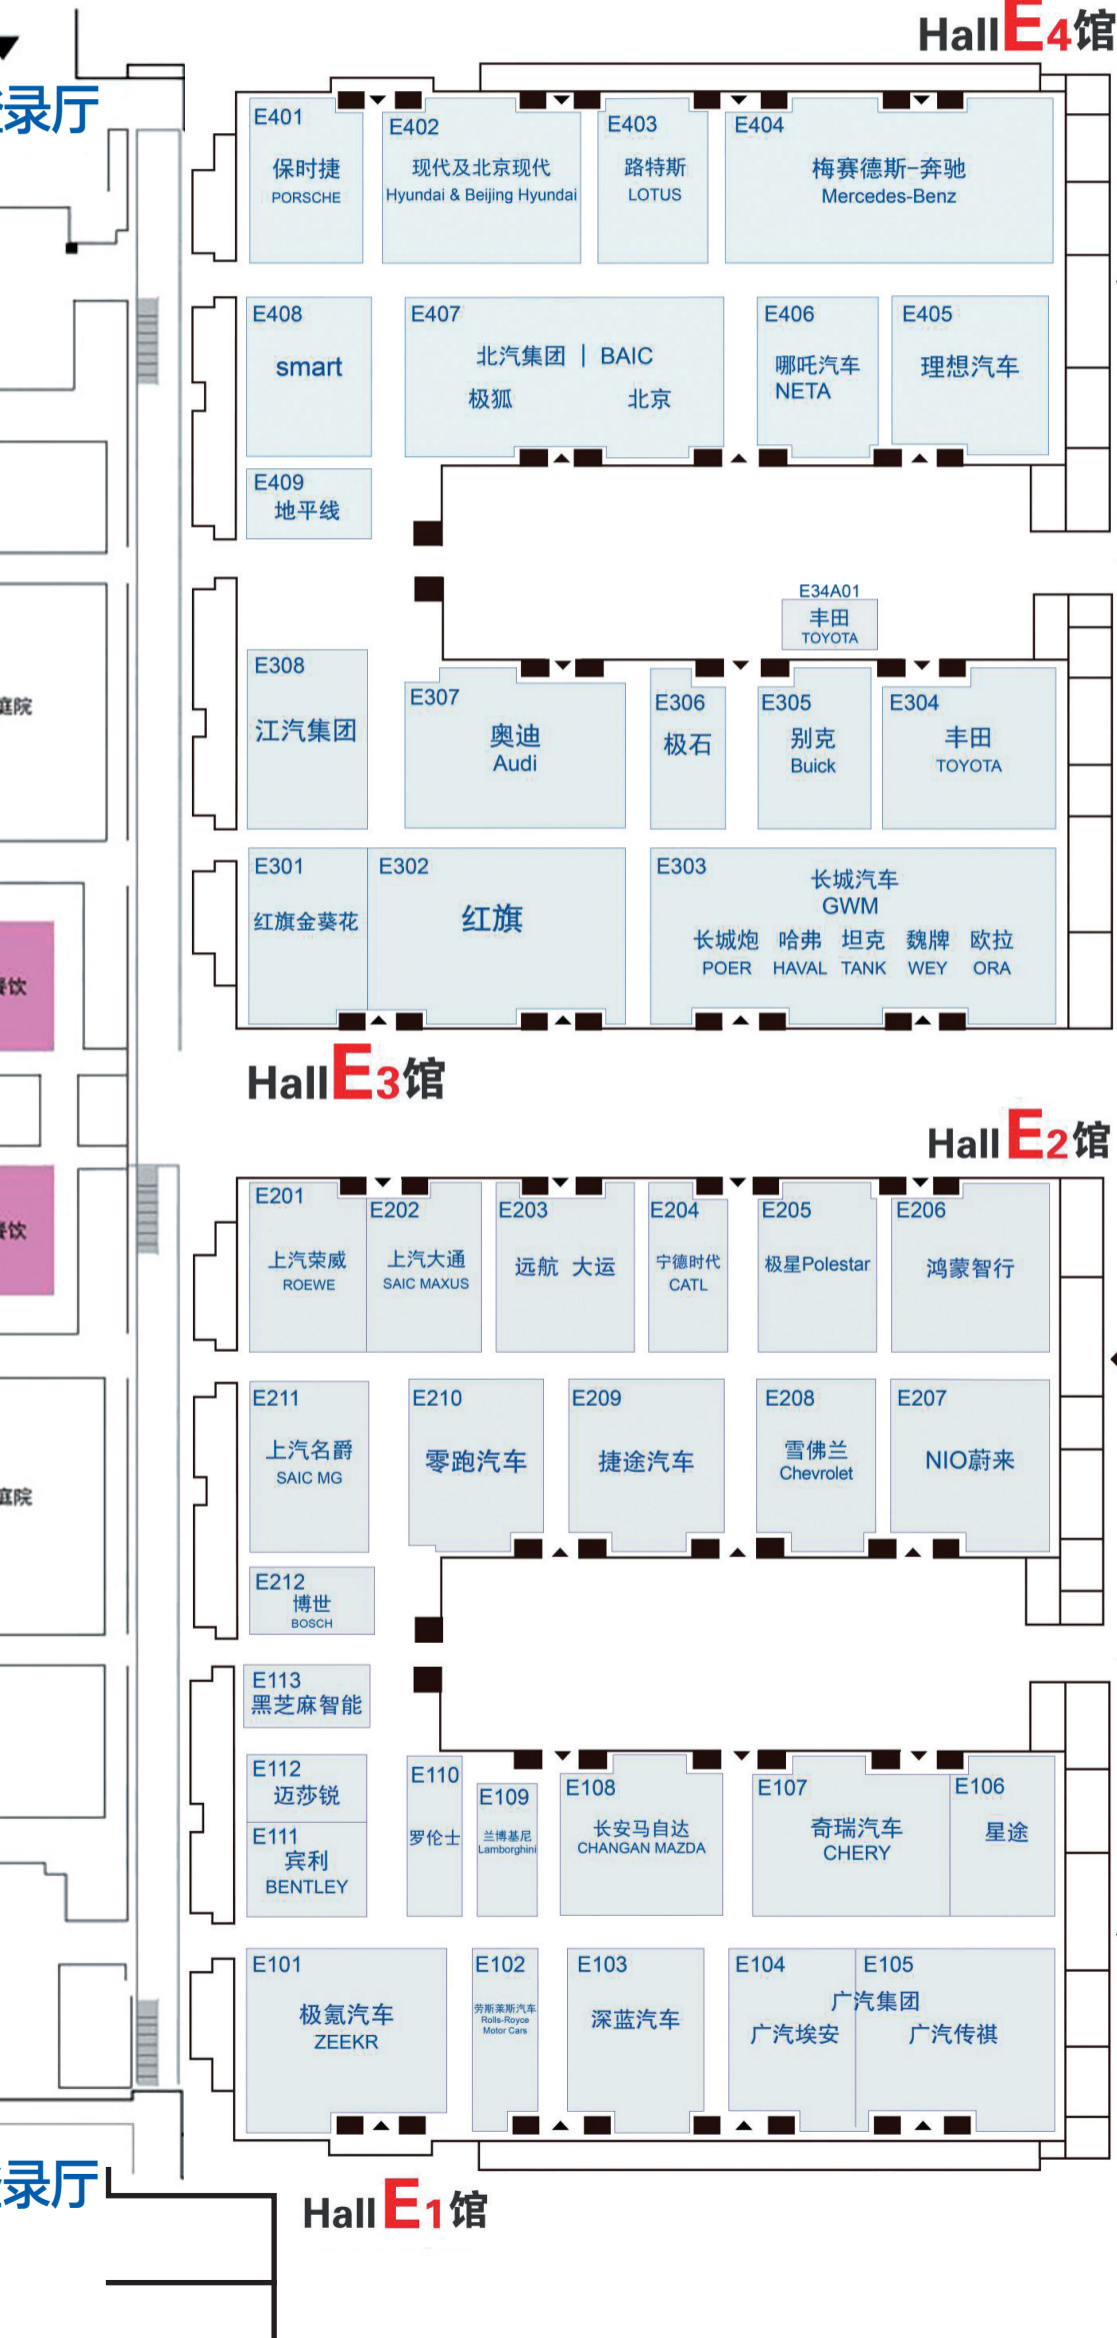 Hall E4馆
录厅
E401
保时捷
PORSCHE
E402
现代及北京现代
Hyundai & Beijing Hyundai
E403
路特斯
LOTUS
E404
梅赛德斯-奔驰
Mercedes-Benz
E408
smart
E407
北汽集团 | BAIC
极狐 北京
E406
哪吒汽车
NETA
E405
理想汽车
E409
地平线
E34A01
丰田
TOYOTA
E308
江汽集团
E307
奥迪
Audi
E306
极石
E305
别克
Buick
E304
丰田
TOYOTA
庭院
E301
红旗金葵花
E302
红旗
E303
长城汽车
GWM
长城炮 哈弗 坦克 魏牌 欧拉
POER HAVAL TANK WEY ORA
饮
Hall E3馆
Hall E2馆
饮
E201
上汽荣威
ROEWE
E202
上汽大通
SAIC MAXUS
E203
远航 大运
E204
宁德时代
CATL
E205
极星Polestar
E206
鸿蒙智行
E211
上汽名爵
SAIC MG
E210
零跑汽车
E209
捷途汽车
E208
雪佛兰
Chevrolet
E207
NIO蔚来
庭院
E212
博世
BOSCH
E113
黑芝麻智能
E112
迈莎锐
E111
宾利
BENTLEY
E110
罗伦士
E109
兰博基尼
Lamborghini
E108
长安马自达
CHANGAN MAZDA
E107
奇瑞汽车
CHERY
E106
星途
E101
极氪汽车
ZEEKR
E102
劳斯莱斯汽车
Rolls-Royce
Motor Cars
E103
深蓝汽车
E104 E105
广汽集团
广汽埃安 广汽传祺
录厅
Hall E1馆